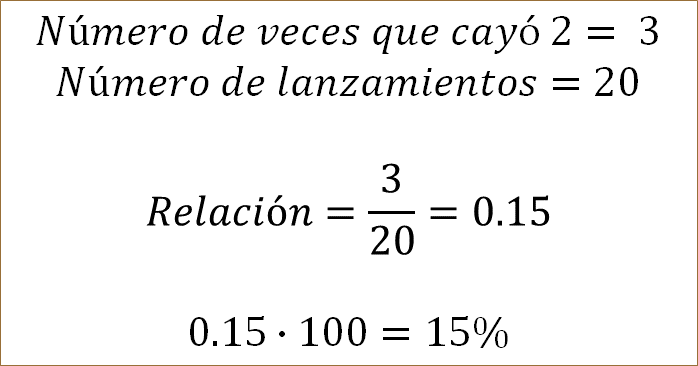 Número de veces que cayó 2 = 3
Número de lanzamientos = 20
Relación = 3/20 = 0.15
0.15 · 100 = 15%